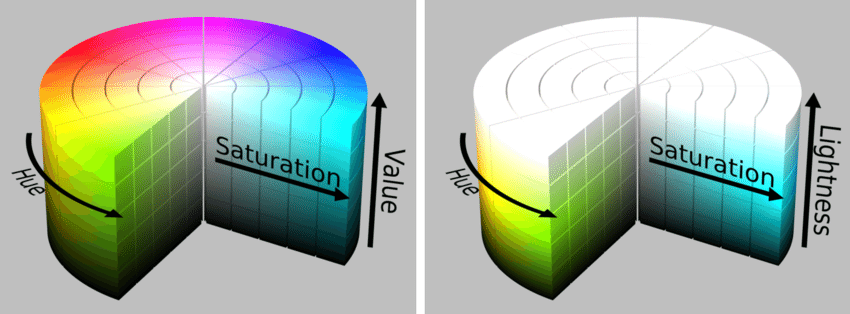 Saturation
Value
Hue
Saturation
Lightness
Hue